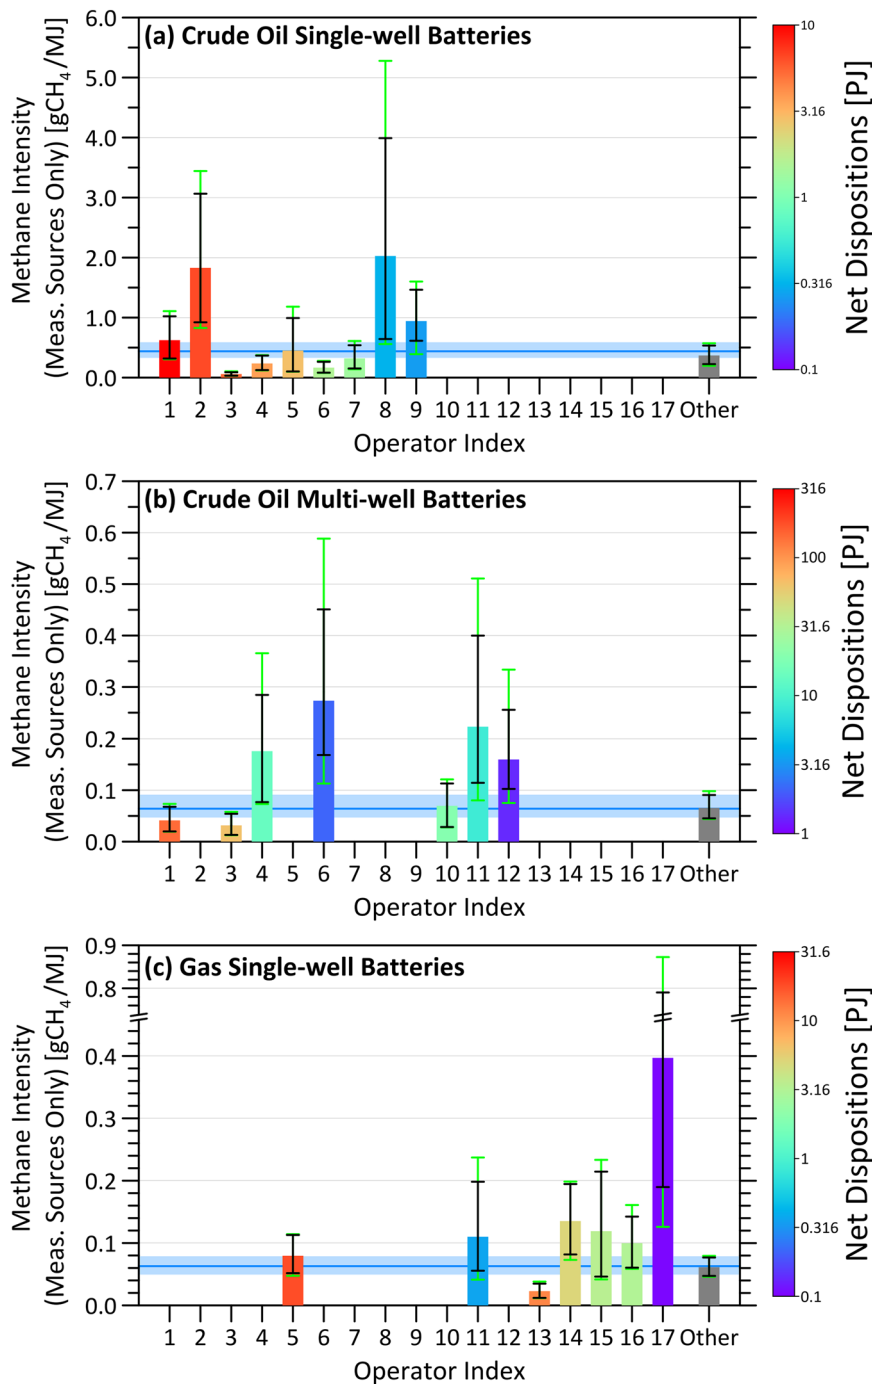 (a) Crude Oil Single-well Batteries
Methane Intensity
(Meas. Sources Only) [gCH₄/MJ]
6.0
5.0
4.0
3.0
2.0
1.0
0.0
1 2 3 4 5 6 7 8 9 10 11 12 13 14 15 16 17 Other
Operator Index
10
3.16
1
0.316
0.1
Net Dispositions [PJ]
(b) Crude Oil Multi-well Batteries
Methane Intensity
(Meas. Sources Only) [gCH₄/MJ]
0.7
0.6
0.5
0.4
0.3
0.2
0.1
0.0
1 2 3 4 5 6 7 8 9 10 11 12 13 14 15 16 17 Other
Operator Index
316
100
31.6
10
3.16
1
Net Dispositions [PJ]
(c) Gas Single-well Batteries
Methane Intensity
(Meas. Sources Only) [gCH₄/MJ]
0.9
0.8
0.4
0.3
0.2
0.1
0.0
1 2 3 4 5 6 7 8 9 10 11 12 13 14 15 16 17 Other
Operator Index
31.6
10
3.16
1
0.316
0.1
Net Dispositions [PJ]